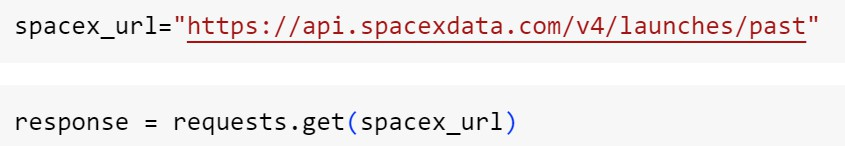 spacex_url="https://api.spacexdata.com/v4/launches/past"
response = requests.get(spacex_url)